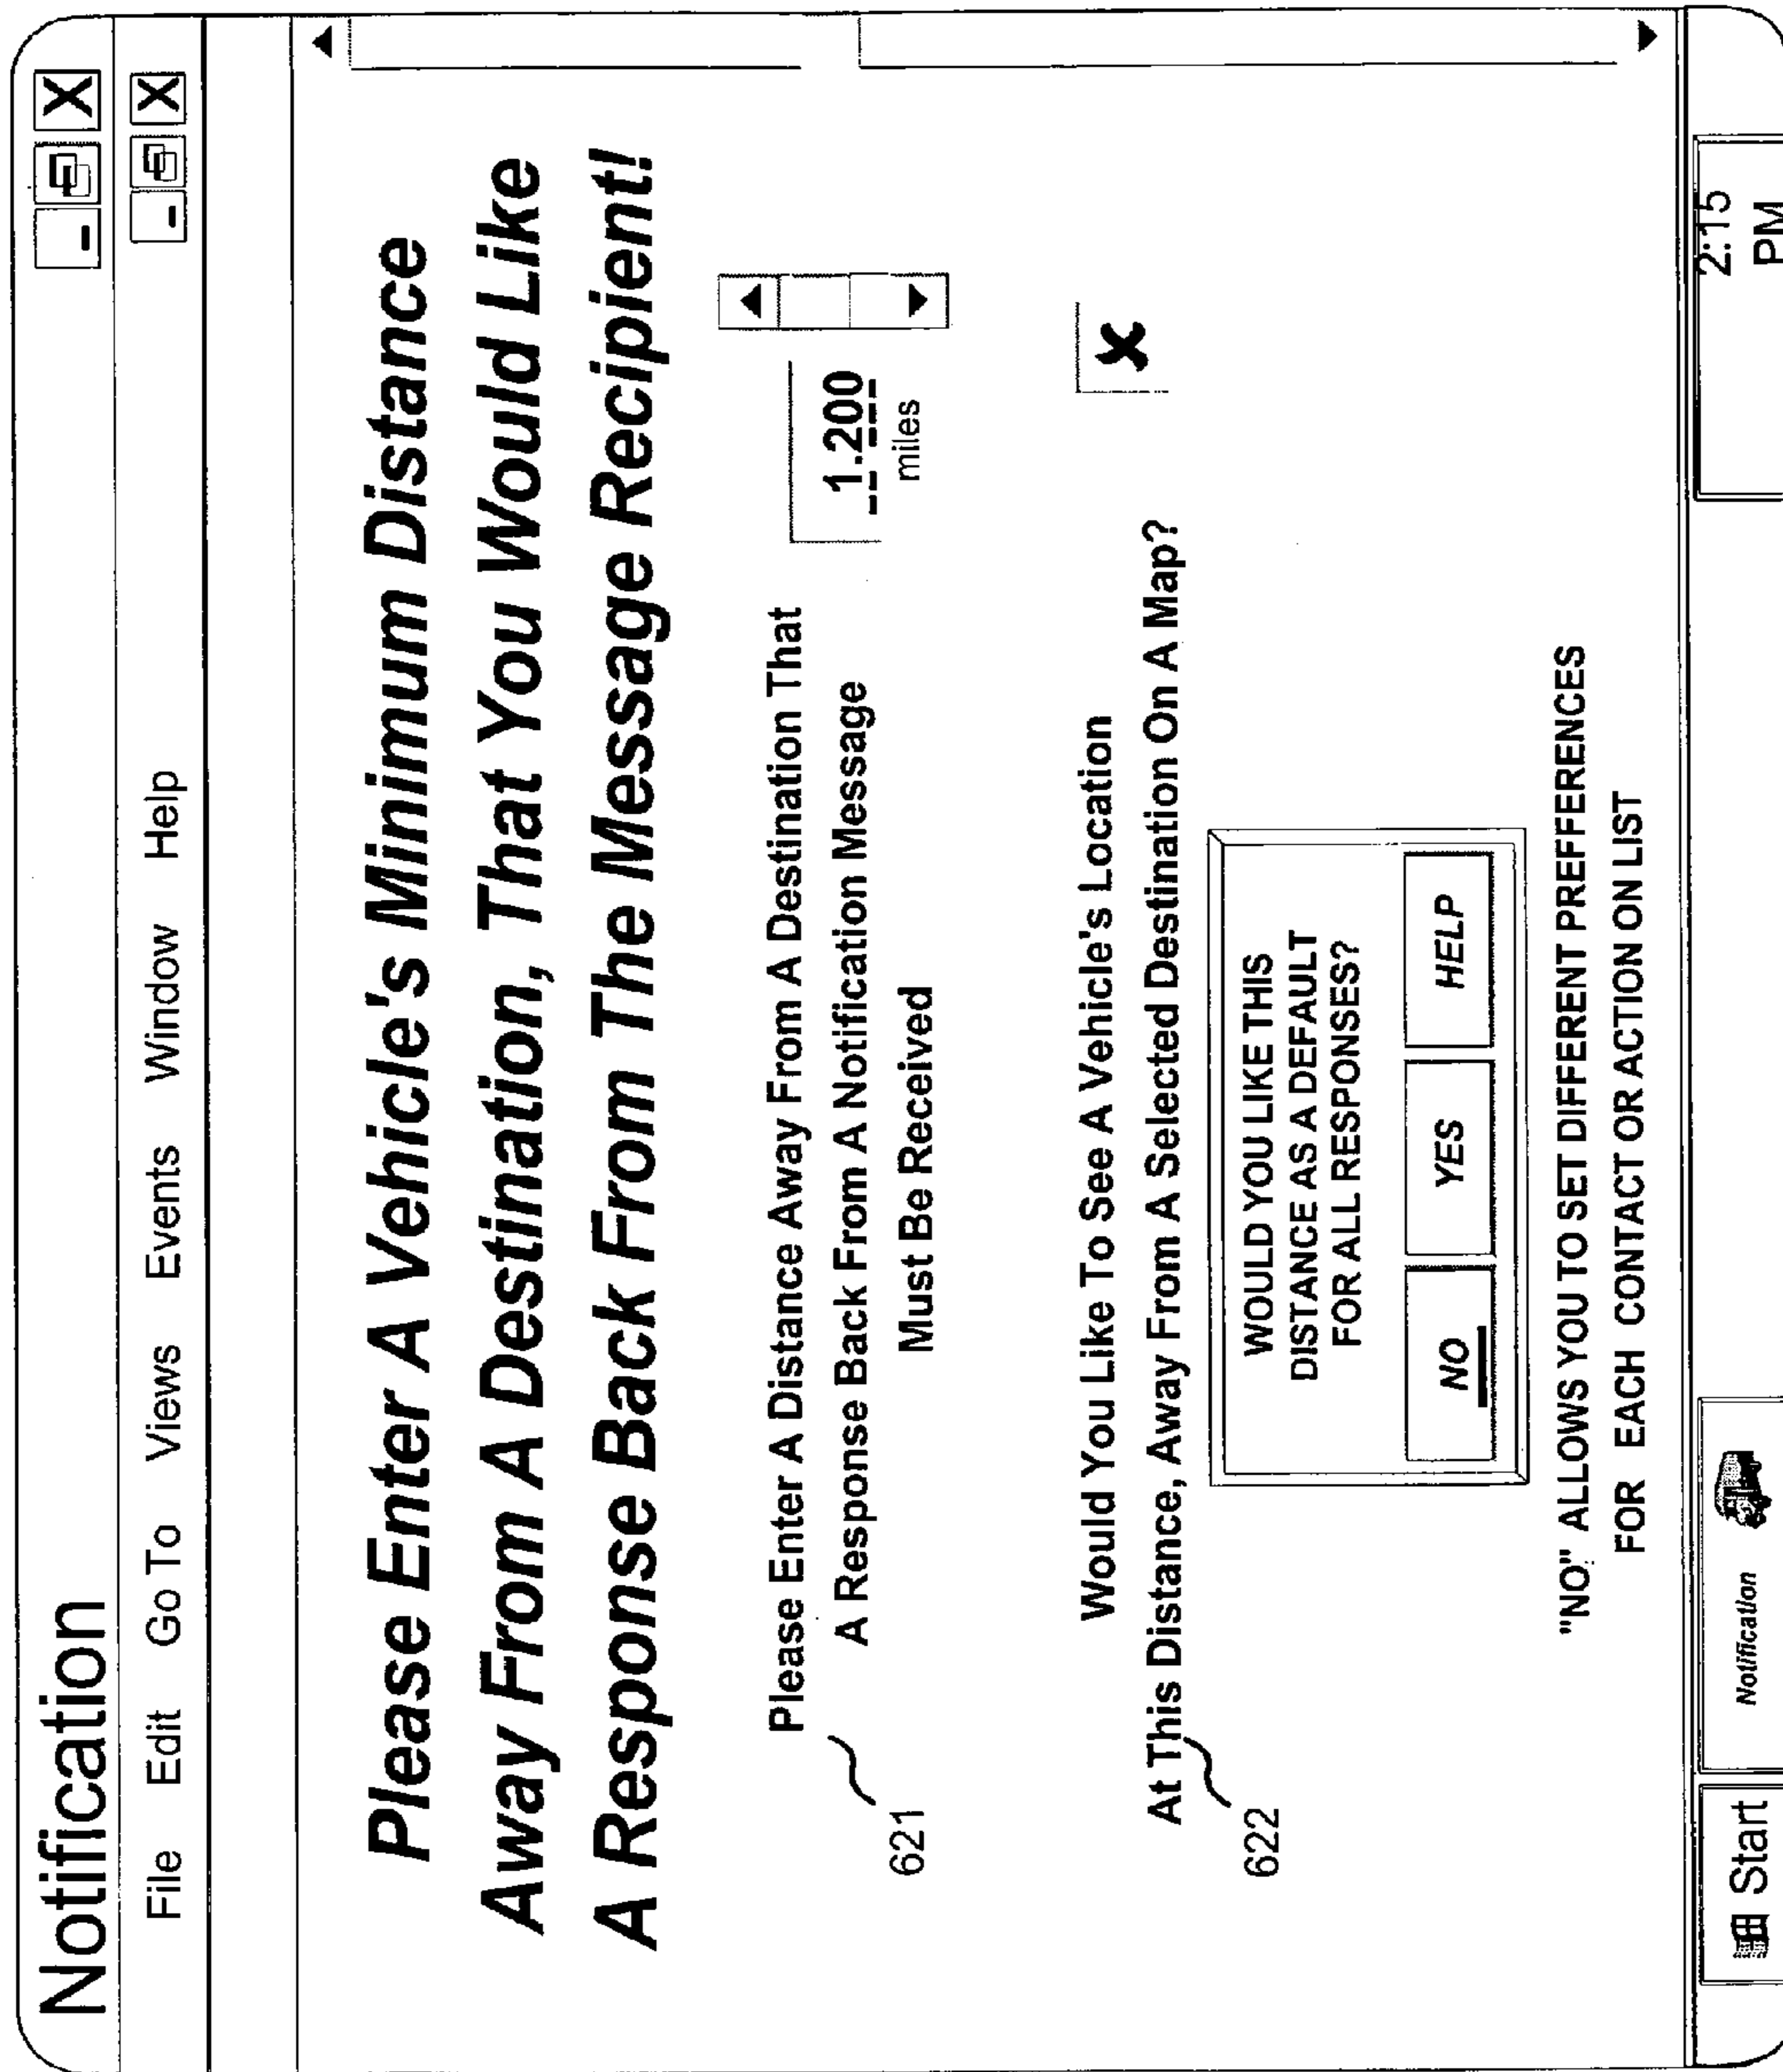 Notification
File Edit Go To Views Events Window Help
Please Enter A Vehicle's Minimum Distance
Away From A Destination, That You Would Like
A Response Back From The Message Recipient!
Please Enter A Distance Away From A Destination That
A Response Back From A Notification Message
Must Be Received
1.200
miles
621
Would You Like To See A Vehicle's Location
At This Distance, Away From A Selected Destination On A Map?
X
622
WOULD YOU LIKE THIS
DISTANCE AS A DEFAULT
FOR ALL RESPONSES?
NO YES HELP
"NO" ALLOWS YOU TO SET DIFFERENT PREFFERENCES
FOR EACH CONTACT OR ACTION ON LIST
Start
Notification
2:15
PM